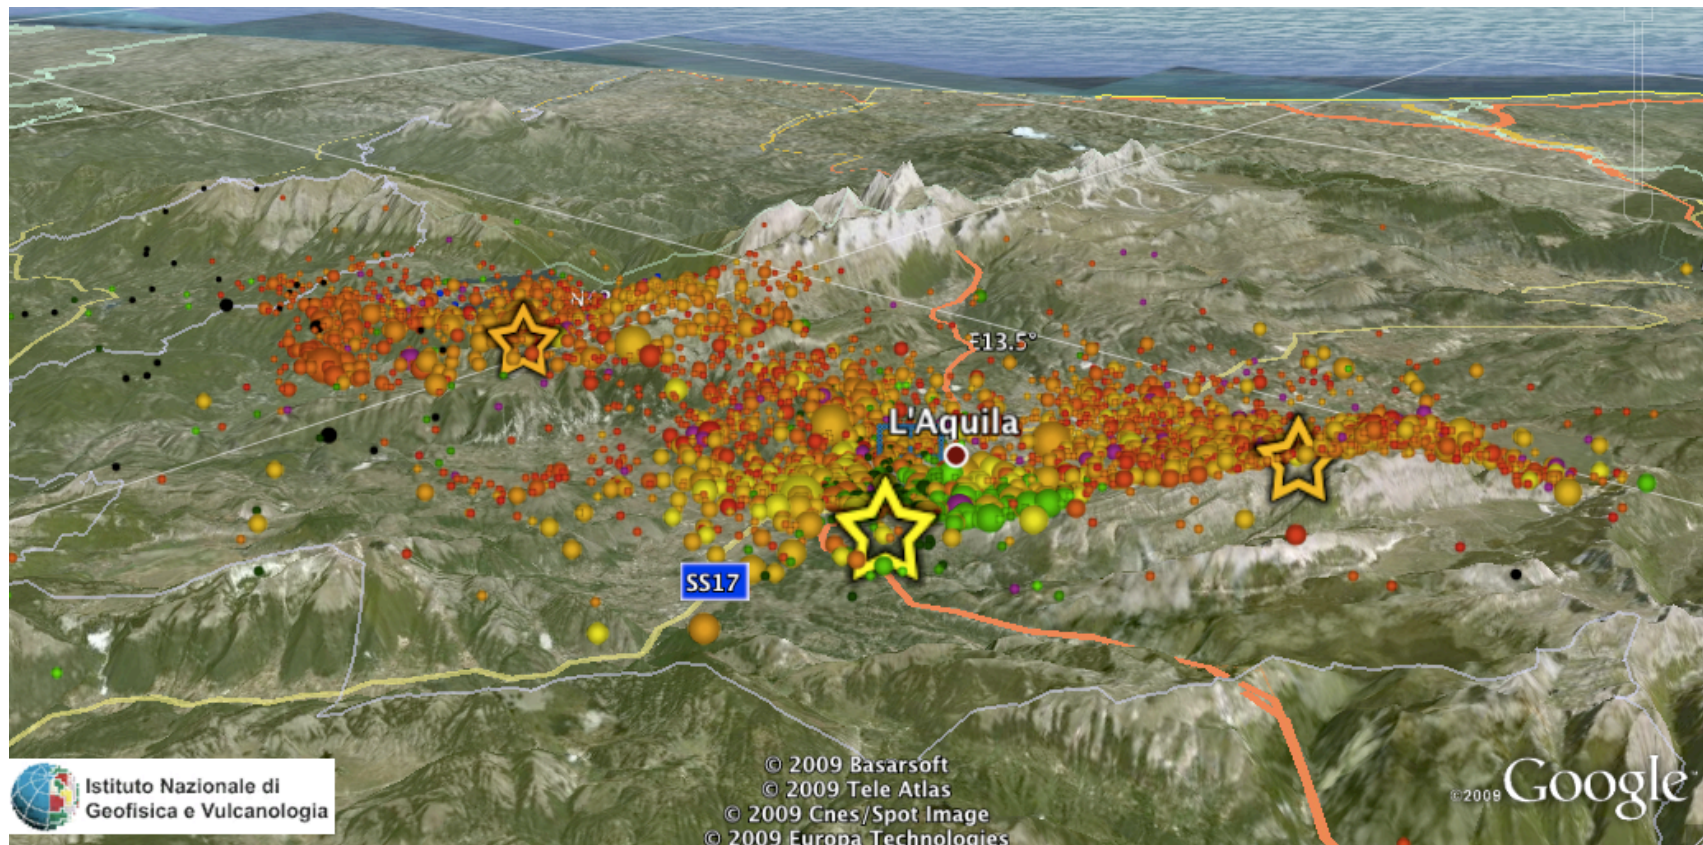 E13.5°
L'Aquila
SS17
Istituto Nazionale di
Geofisica e Vulcanologia
© 2009 Basarsoft
© 2009 Tele Atlas
© 2009 Cnes/Spot Image
© 2009 Europa Technologies
©2009 Google